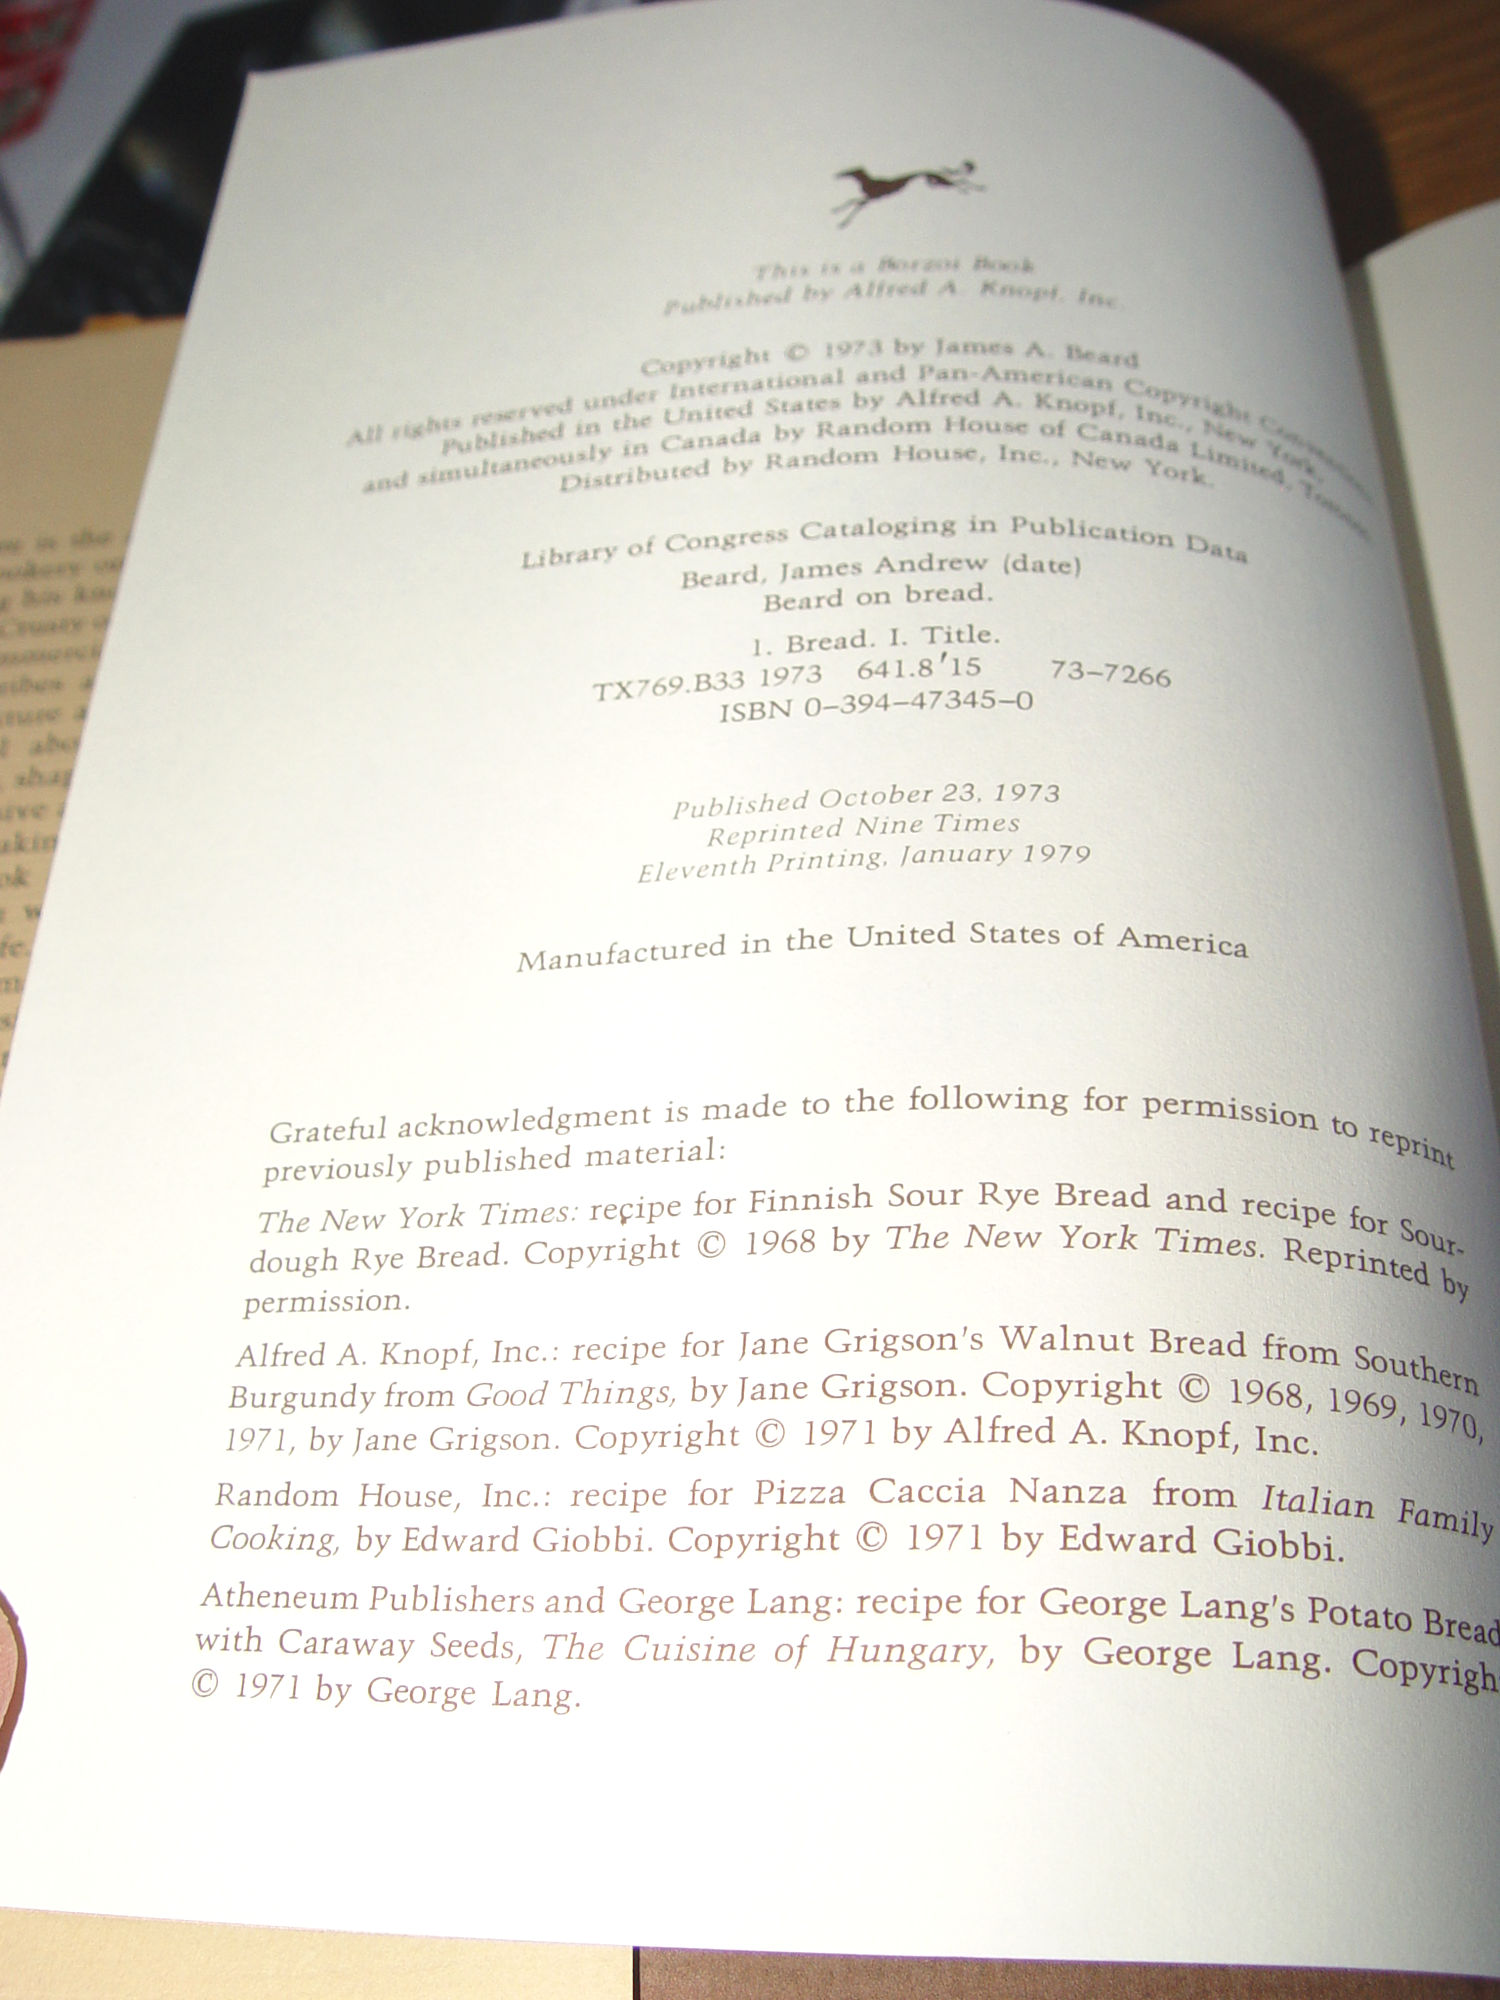 This is a Borzoi Book
Published by Alfred A. Knopf, Inc.
Copyright © 1973 by James A. Beard
All rights reserved under International and Pan-American Copyright Conventions.
Published in the United States by Alfred A. Knopf, Inc., New York,
and simultaneously in Canada by Random House of Canada Limited, Toronto.
Distributed by Random House, Inc., New York.
Library of Congress Cataloging in Publication Data
Beard, James Andrew (date)
Beard on bread.
1. Bread. I. Title.
TX769.B33 1973 641.8'15 73–7266
ISBN 0–394–47345–0
Published October 23, 1973
Reprinted Nine Times
Eleventh Printing, January 1979
Manufactured in the United States of America
Grateful acknowledgment is made to the following for permission to reprint
previously published material:
The New York Times: recipe for Finnish Sour Rye Bread and recipe for Sour-
dough Rye Bread. Copyright © 1968 by The New York Times. Reprinted by
permission.
Alfred A. Knopf, Inc.: recipe for Jane Grigson's Walnut Bread from Southern
Burgundy from Good Things, by Jane Grigson. Copyright © 1968, 1969, 1970,
1971, by Jane Grigson. Copyright © 1971 by Alfred A. Knopf, Inc.
Random House, Inc.: recipe for Pizza Caccia Nanza from Italian Family
Cooking, by Edward Giobbi. Copyright © 1971 by Edward Giobbi.
Atheneum Publishers and George Lang: recipe for George Lang's Potato Bread
with Caraway Seeds, The Cuisine of Hungary, by George Lang. Copyrigh
© 1971 by George Lang.